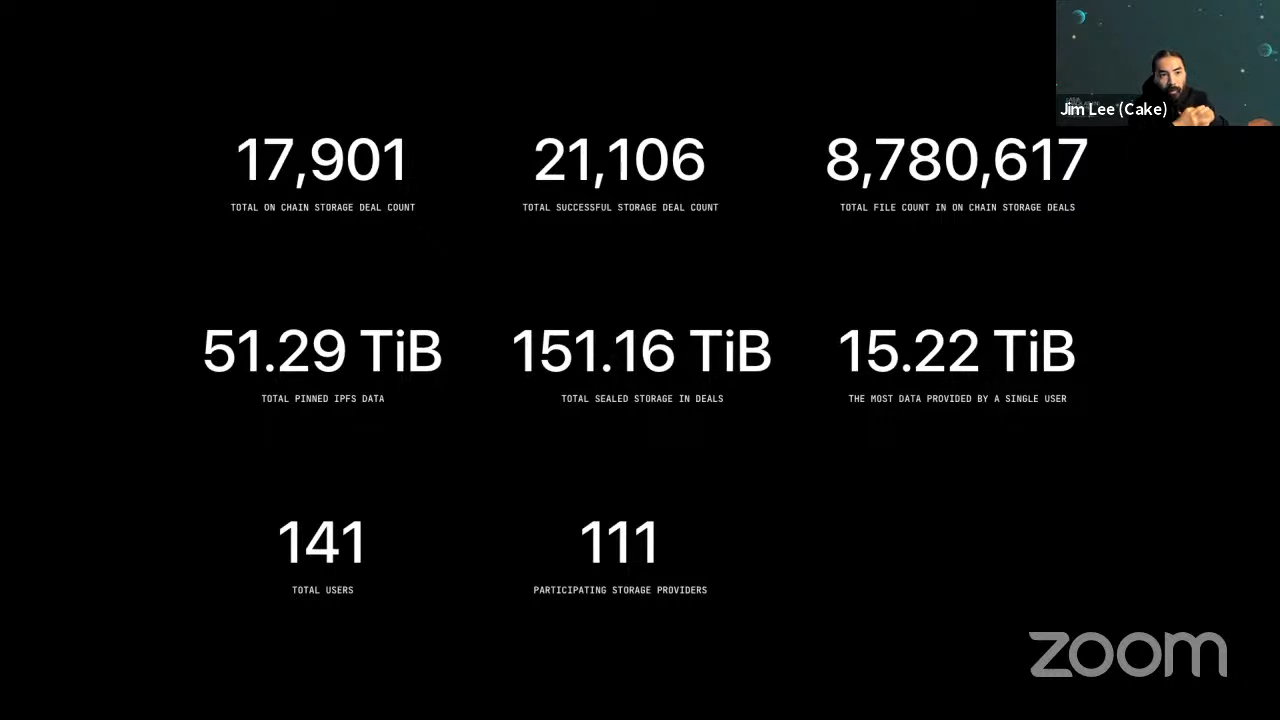 Jim Lee (Cake)
17,901
TOTAL ON CHAIN STORAGE DEAL COUNT
21,106
TOTAL SUCCESSFUL STORAGE DEAL COUNT
8,780,617
TOTAL FILE COUNT IN ON CHAIN STORAGE DEALS
51.29 TiB
TOTAL PINNED IPFS DATA
151.16 TiB
TOTAL SEALED STORAGE IN DEALS
15.22 TiB
THE MOST DATA PROVIDED BY A SINGLE USER
141
TOTAL USERS
111
PARTICIPATING STORAGE PROVIDERS
zoom